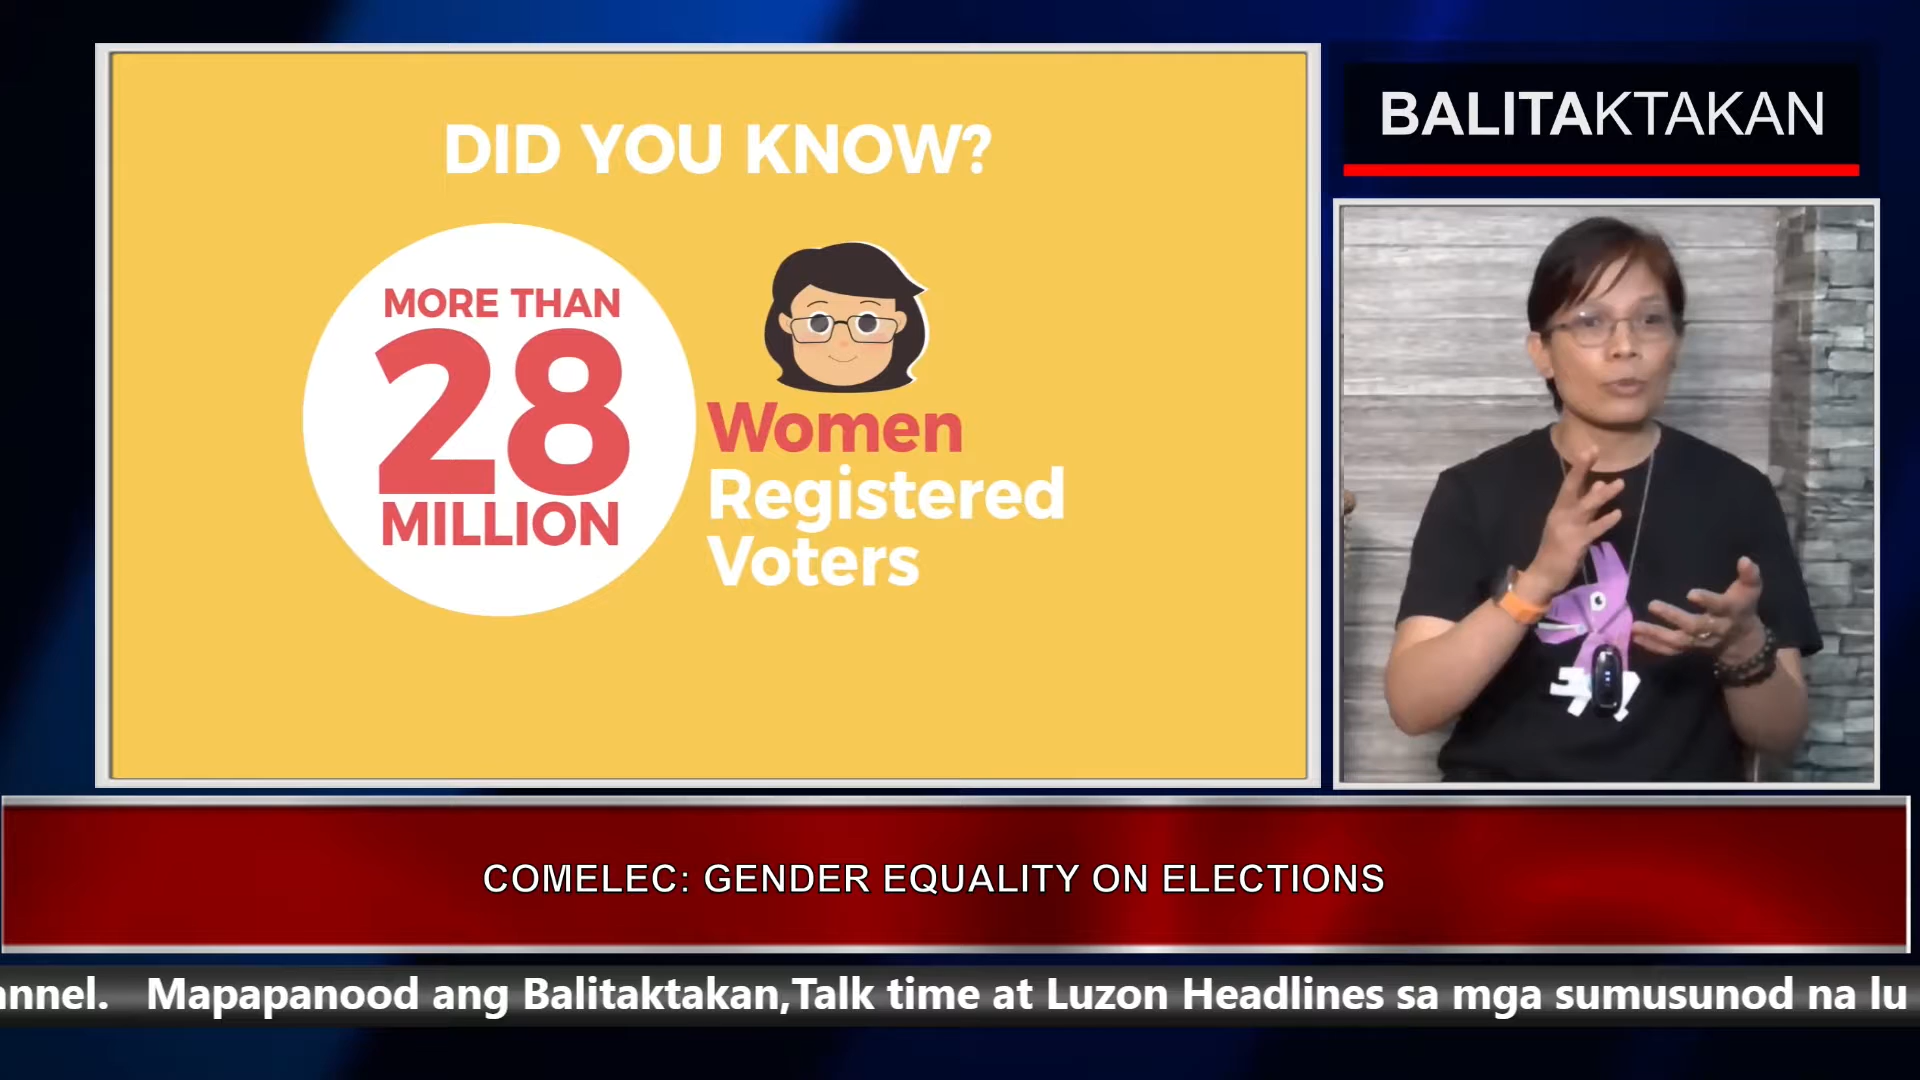 DID YOU KNOW?
MORE THAN
28
MILLION
Women
Registered
Voters
BALITAKTAKAN
COMELEC: GENDER EQUALITY ON ELECTIONS
annel. Mapapanood ang Balitaktakan,Talk time at Luzon Headlines sa mga sumusunod na lu